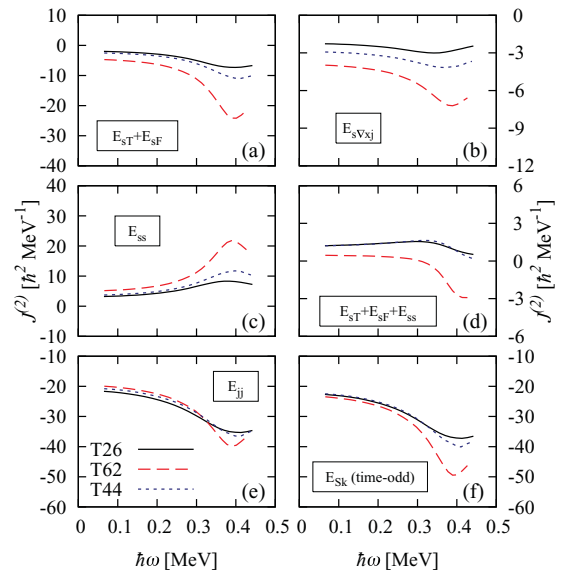 10
0
-10
-20
-30
-40
E_sT+E_sF
(a)
0
-3
-6
-9
-12
E_s∇xj
(b)
40
30
20
10
0
-10
E_ss
(c)
J^(2) [ℏ² MeV⁻¹]
6
3
0
-3
-6
E_sT+E_sF+E_ss
(d)
J^(2) [ℏ² MeV⁻¹]
-10
-20
-30
-40
-50
-60
E_jj
T26
T62
T44
(e)
0 0.1 0.2 0.3 0.4 0.5
ℏω [MeV]
-10
-20
-30
-40
-50
-60
E_Sk (time-odd)
(f)
0 0.1 0.2 0.3 0.4 0.5
ℏω [MeV]